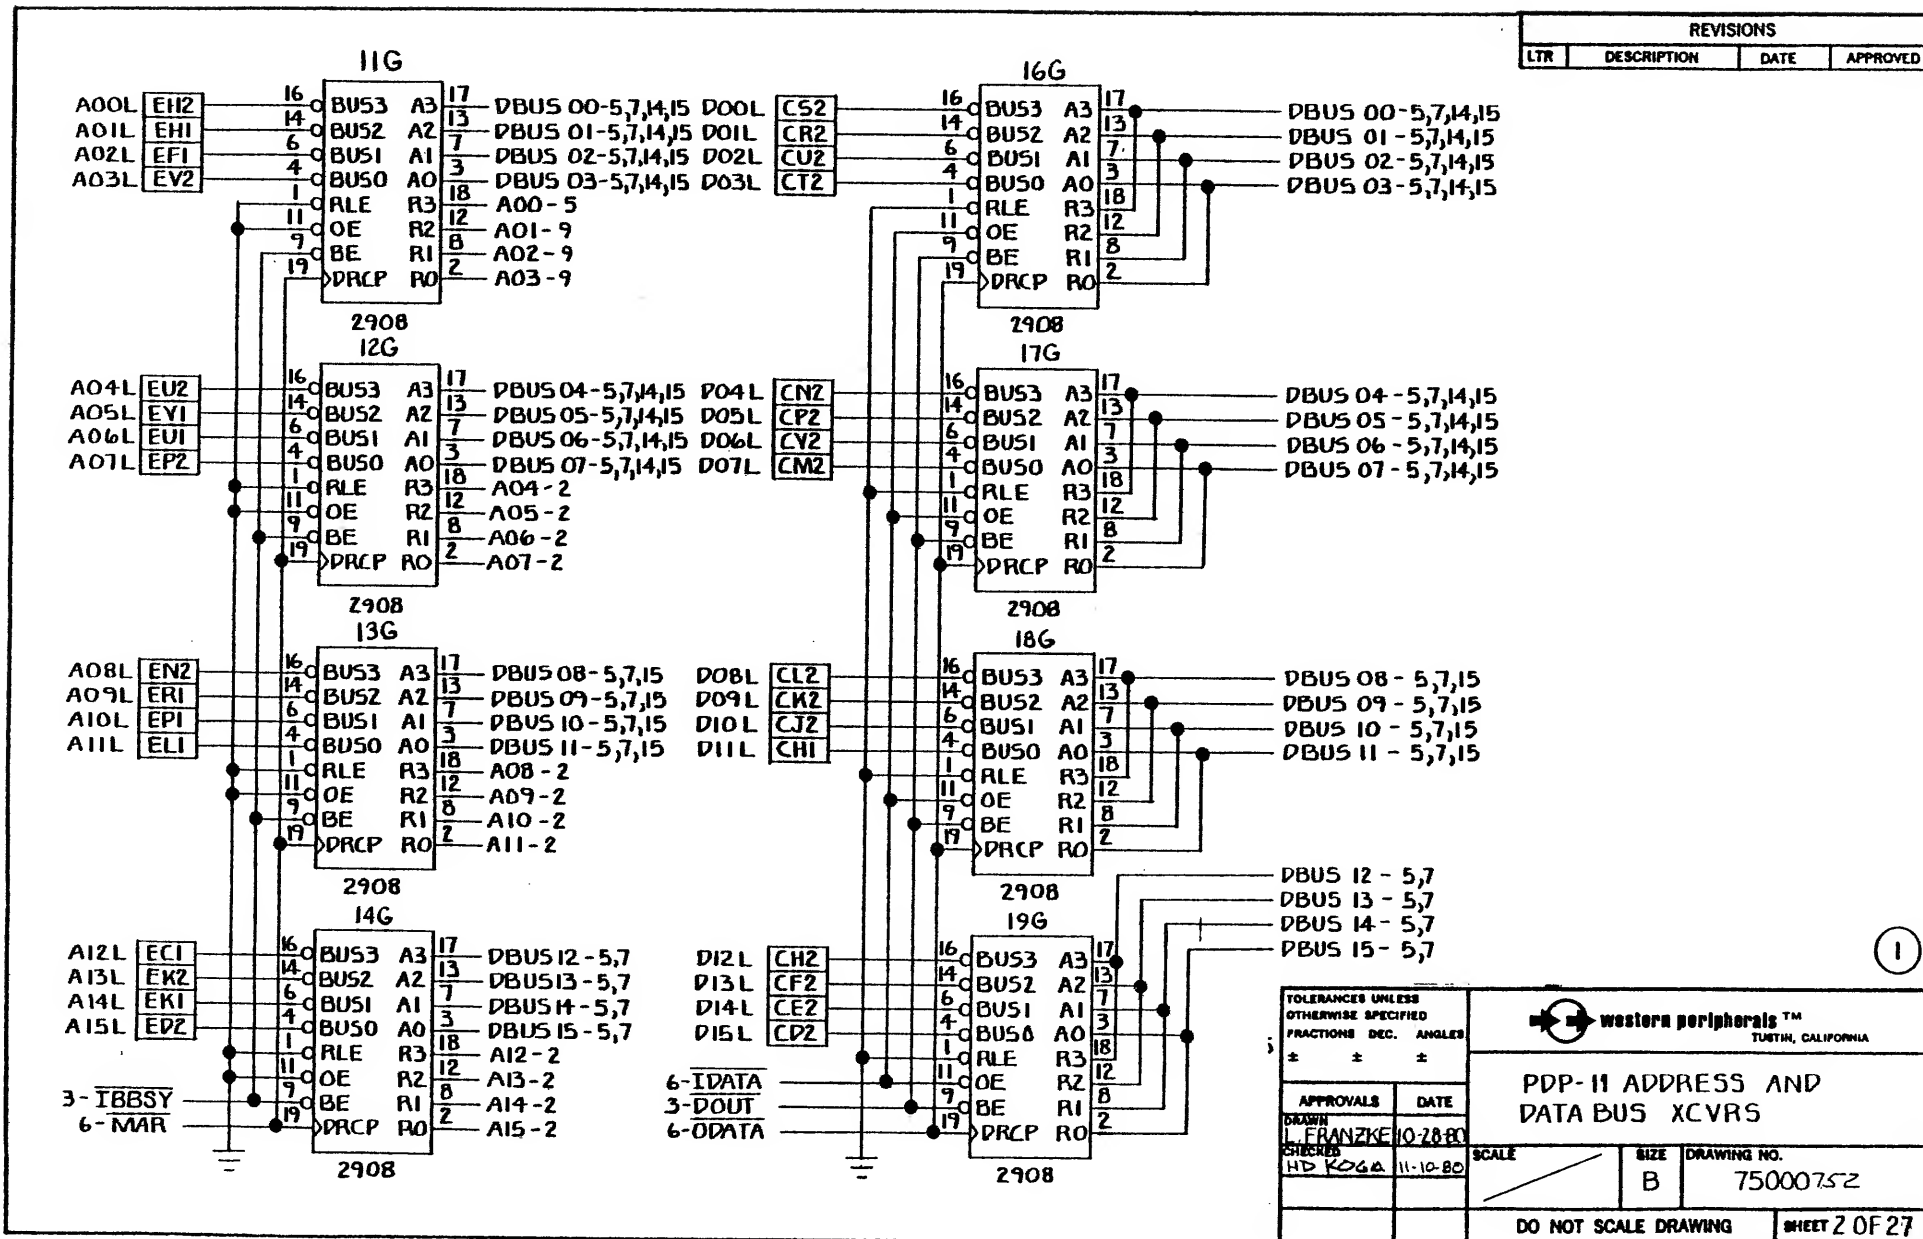 REVISIONS
LTR DESCRIPTION DATE APPROVED
11G
A00L EH2 16 BUS3 A3 17 DBUS 00-5,7,14,15
A01L EH1 14 BUS2 A2 13 DBUS 01-5,7,14,15
A02L EF1 6 BUS1 A1 7 DBUS 02-5,7,14,15
A03L EV2 4 BUS0 A0 3 DBUS 03-5,7,14,15
1 RLE R3 18 A00-5
11 OE R2 12 A01-9
9 BE R1 8 A02-9
19 DRCP R0 2 A03-9
2908
12G
A04L EU2 16 BUS3 A3 17 DBUS 04-5,7,14,15
A05L EV1 14 BUS2 A2 13 DBUS 05-5,7,14,15
A06L EU1 6 BUS1 A1 7 DBUS 06-5,7,14,15
A07L EP2 4 BUS0 A0 3 DBUS 07-5,7,14,15
1 RLE R3 18 A04-2
11 OE R2 12 A05-2
9 BE R1 8 A06-2
19 DRCP R0 2 A07-2
2908
13G
A08L EN2 16 BUS3 A3 17 DBUS 08-5,7,15
A09L ER1 14 BUS2 A2 13 DBUS 09-5,7,15
A10L EP1 6 BUS1 A1 7 DBUS 10-5,7,15
A11L EL1 4 BUS0 A0 3 DBUS 11-5,7,15
1 RLE R3 18 A08-2
11 OE R2 12 A09-2
9 BE R1 8 A10-2
19 DRCP R0 2 A11-2
2908
14G
A12L EC1 16 BUS3 A3 17 DBUS 12-5,7
A13L EK2 14 BUS2 A2 13 DBUS 13-5,7
A14L EK1 6 BUS1 A1 7 DBUS 14-5,7
A15L ED2 4 BUS0 A0 3 DBUS 15-5,7
1 RLE R3 18 A12-2
11 OE R2 12 A13-2
3-IBBSY 9 BE R1 8 A14-2
6-MAR 19 DRCP R0 2 A15-2
2908
16G
D00L CS2 16 BUS3 A3 17 DBUS 00-5,7,14,15
D01L CR2 14 BUS2 A2 13 DBUS 01-5,7,14,15
D02L CU2 6 BUS1 A1 7 DBUS 02-5,7,14,15
D03L CT2 4 BUS0 A0 3 DBUS 03-5,7,14,15
1 RLE R3 18
11 OE R2 12
9 BE R1 8
19 DRCP R0 2
2908
17G
D04L CN2 16 BUS3 A3 17 DBUS 04-5,7,14,15
D05L CP2 14 BUS2 A2 13 DBUS 05-5,7,14,15
D06L CV2 6 BUS1 A1 7 DBUS 06-5,7,14,15
D07L CM2 4 BUS0 A0 3 DBUS 07-5,7,14,15
1 RLE R3 18
11 OE R2 12
9 BE R1 8
19 DRCP R0 2
2908
18G
D08L CL2 16 BUS3 A3 17 DBUS 08-5,7,15
D09L CK2 14 BUS2 A2 13 DBUS 09-5,7,15
D10L CJ2 6 BUS1 A1 7 DBUS 10-5,7,15
D11L CH1 4 BUS0 A0 3 DBUS 11-5,7,15
1 RLE R3 18
11 OE R2 12
9 BE R1 8
19 DRCP R0 2
2908
19G
DBUS 12-5,7
DBUS 13-5,7
DBUS 14-5,7
DBUS 15-5,7
D12L CH2 16 BUS3 A3 17
D13L CF2 14 BUS2 A2 13
D14L CE2 6 BUS1 A1 7
D15L CD2 4 BUS0 A0 3
1 RLE R3 18
6-IDATA 11 OE R2 12
3-DOUT 9 BE R1 8
6-ODATA 19 DRCP R0 2
2908
1
TOLERANCES UNLESS
OTHERWISE SPECIFIED
FRACTIONS DEC. ANGLES
± ± ±
APPROVALS DATE
DRAWN
L. FRANZKE 10-28-80
CHECKED
HD KOGA 11-10-80
western peripherals ™
TUSTIN, CALIFORNIA
PDP-11 ADDRESS AND
DATA BUS XCVRS
SCALE SIZE DRAWING NO.
B 75000752
DO NOT SCALE DRAWING SHEET 2 OF 27